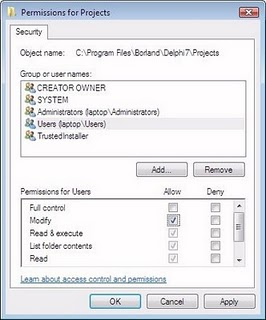 Permissions for Projects
Security
Object name: C:\Program Files\Borland\Delphi7\Projects
Group or user names:
CREATOR OWNER
SYSTEM
Administrators (laptop\Administrators)
Users (laptop\Users)
TrustedInstaller
Add... Remove
Permissions for Users Allow Deny
Full control
Modify
Read & execute
List folder contents
Read
Learn about access control and permissions
OK Cancel Apply